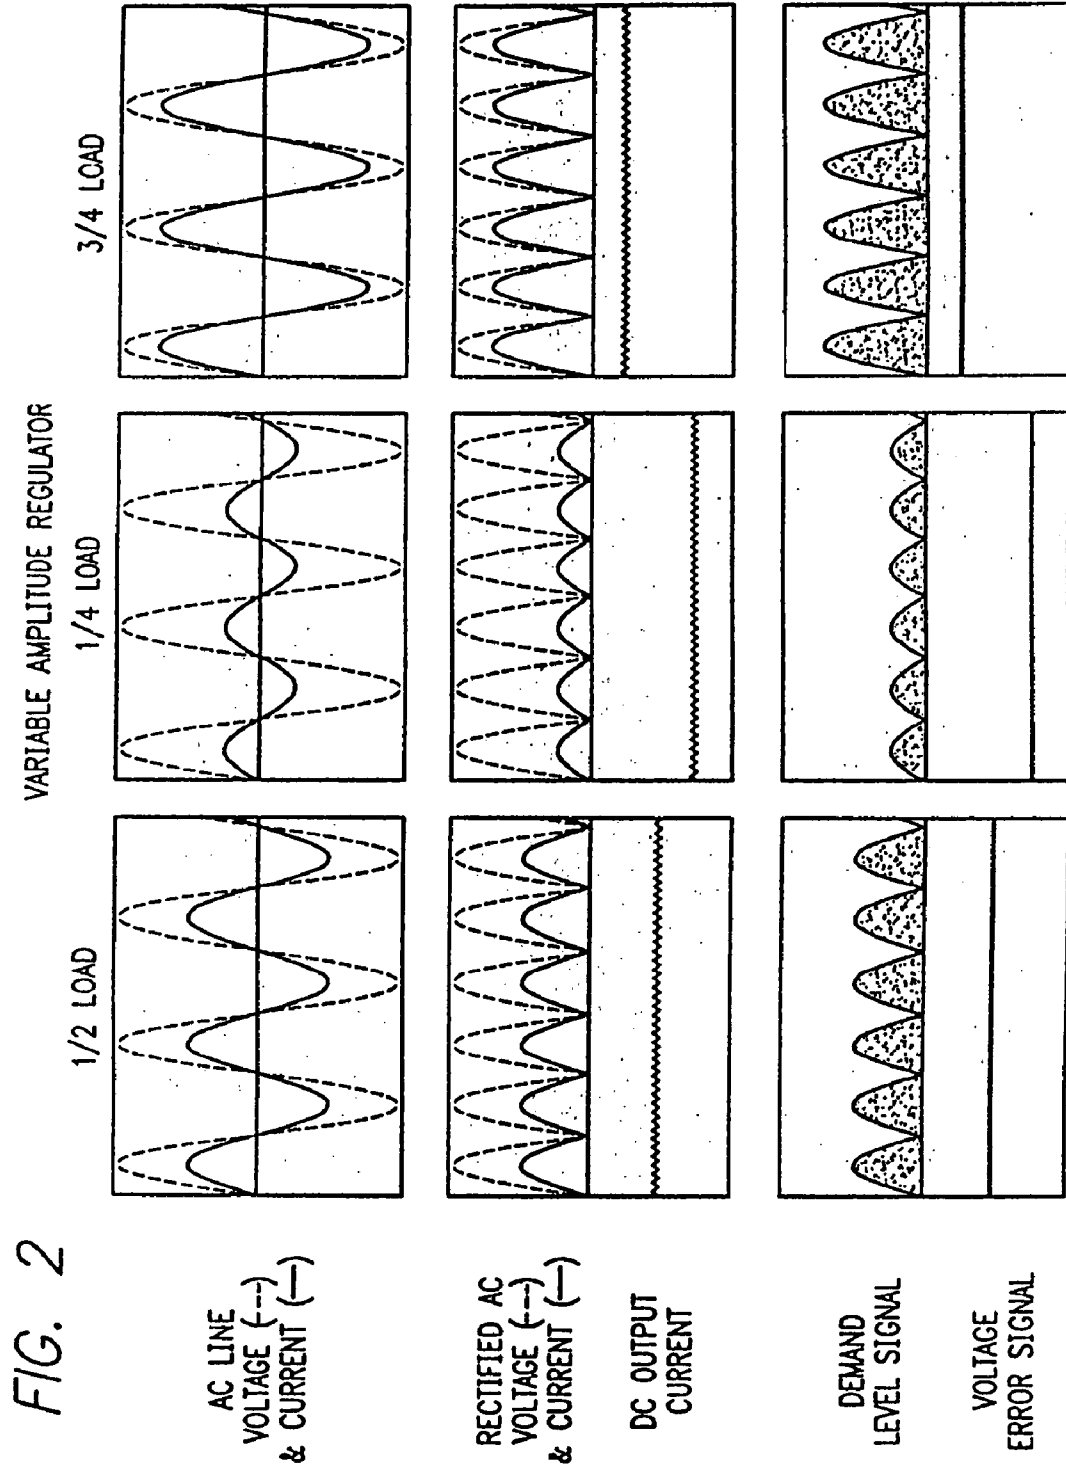 FIG. 2
VARIABLE AMPLITUDE REGULATOR
1/2 LOAD
1/4 LOAD
3/4 LOAD
AC LINE
VOLTAGE (---)
& CURRENT (—)
RECTIFIED AC
VOLTAGE (---)
& CURRENT (—)
DC OUTPUT
CURRENT
DEMAND
LEVEL SIGNAL
VOLTAGE
ERROR SIGNAL